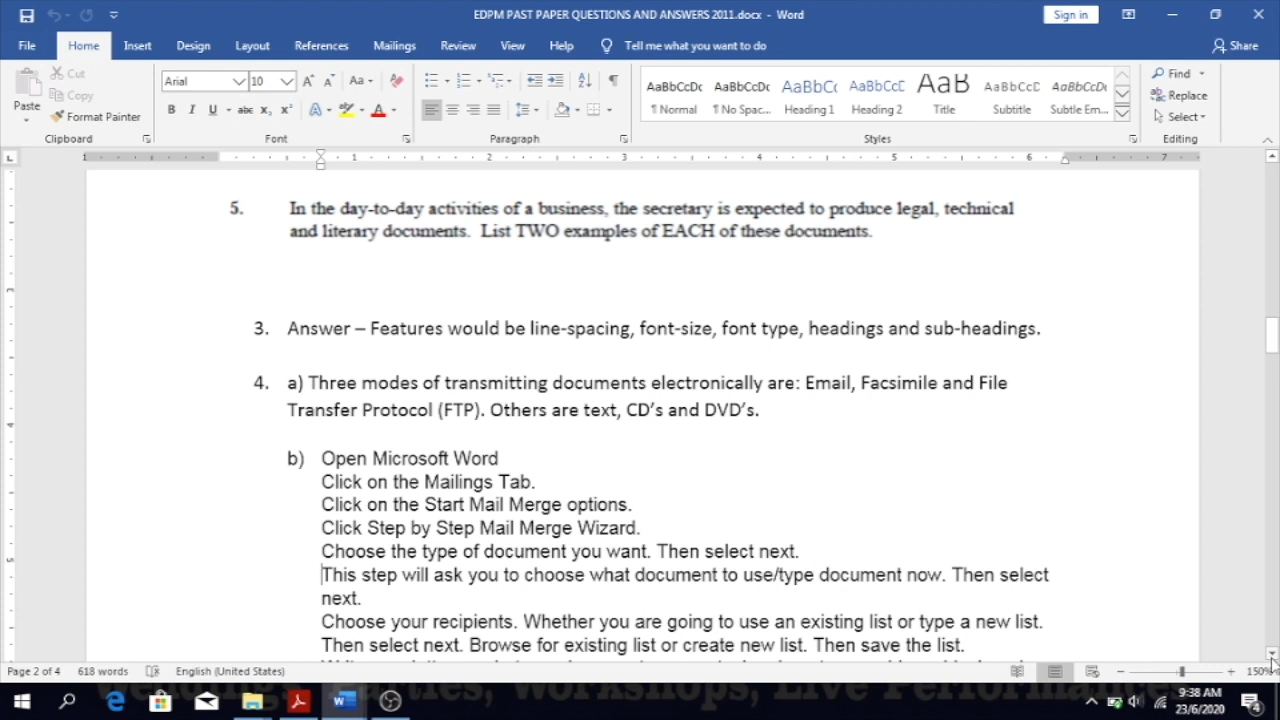 EDPM PAST PAPER QUESTIONS AND ANSWERS 2011.docx - Word
Sign in
File Home Insert Design Layout References Mailings Review View Help Tell me what you want to do Share
Paste
Cut
Copy
Format Painter
Clipboard
Arial 10
Font
Paragraph
AaBbCcDc AaBbCcDc AaBbCc AaBbCcD AaB AaBbCcD AaBbCcDc
¶ Normal ¶ No Spac... Heading 1 Heading 2 Title Subtitle Subtle Em...
Styles
Find
Replace
Select
Editing
1 1 2 3 4 5 6 7
5. In the day-to-day activities of a business, the secretary is expected to produce legal, technical
and literary documents. List TWO examples of EACH of these documents.
3. Answer – Features would be line-spacing, font-size, font type, headings and sub-headings.
4. a) Three modes of transmitting documents electronically are: Email, Facsimile and File
Transfer Protocol (FTP). Others are text, CD's and DVD's.
b) Open Microsoft Word
Click on the Mailings Tab.
Click on the Start Mail Merge options.
Click Step by Step Mail Merge Wizard.
Choose the type of document you want. Then select next.
This step will ask you to choose what document to use/type document now. Then select
next.
Choose your recipients. Whether you are going to use an existing list or type a new list.
Then select next. Browse for existing list or create new list. Then save the list.
Page 2 of 4 618 words English (United States) 150%
9:38 AM
23/6/2020